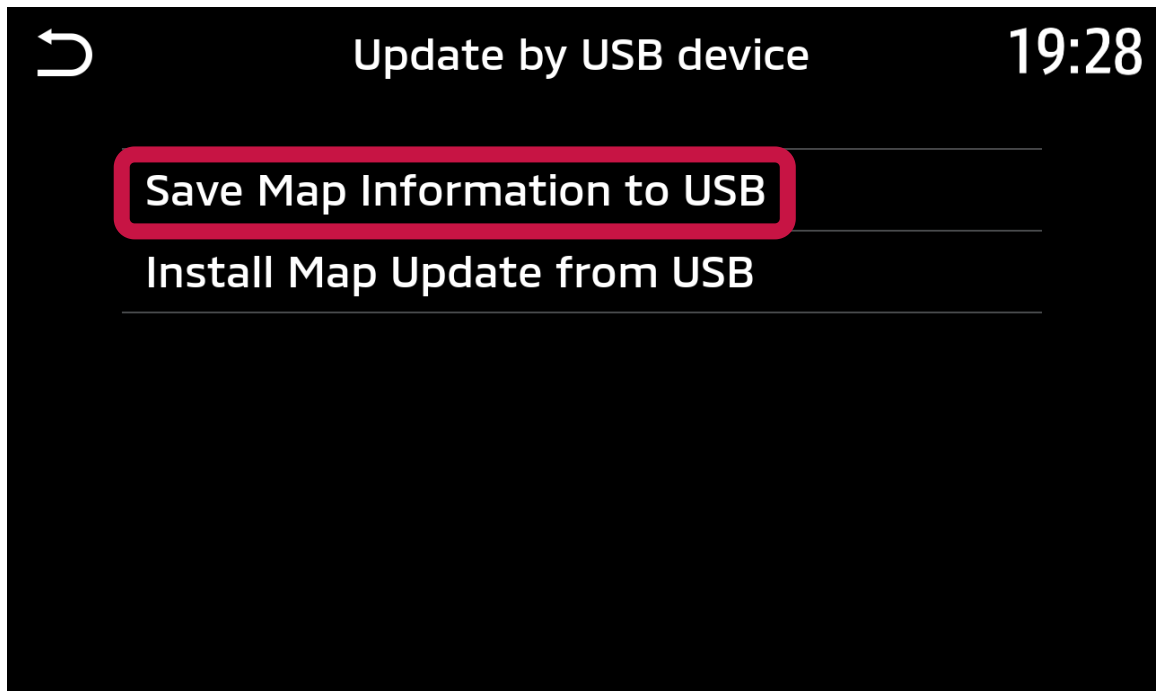 Update by USB device 19:28
Save Map Information to USB
Install Map Update from USB